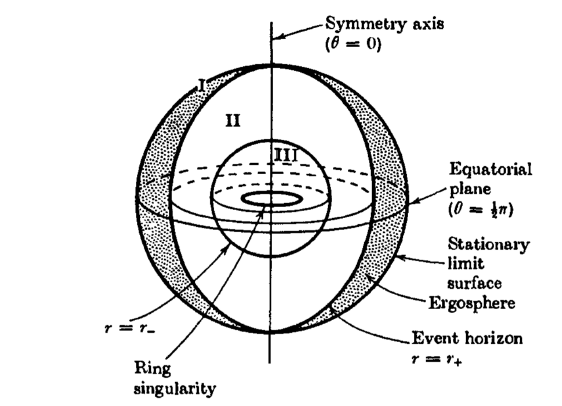 Symmetry axis
(θ = 0)
I
II
III
Equatorial
plane
(θ = ½π)
Stationary
limit
surface
Ergosphere
Event horizon
r = r₊
r = r₋
Ring
singularity